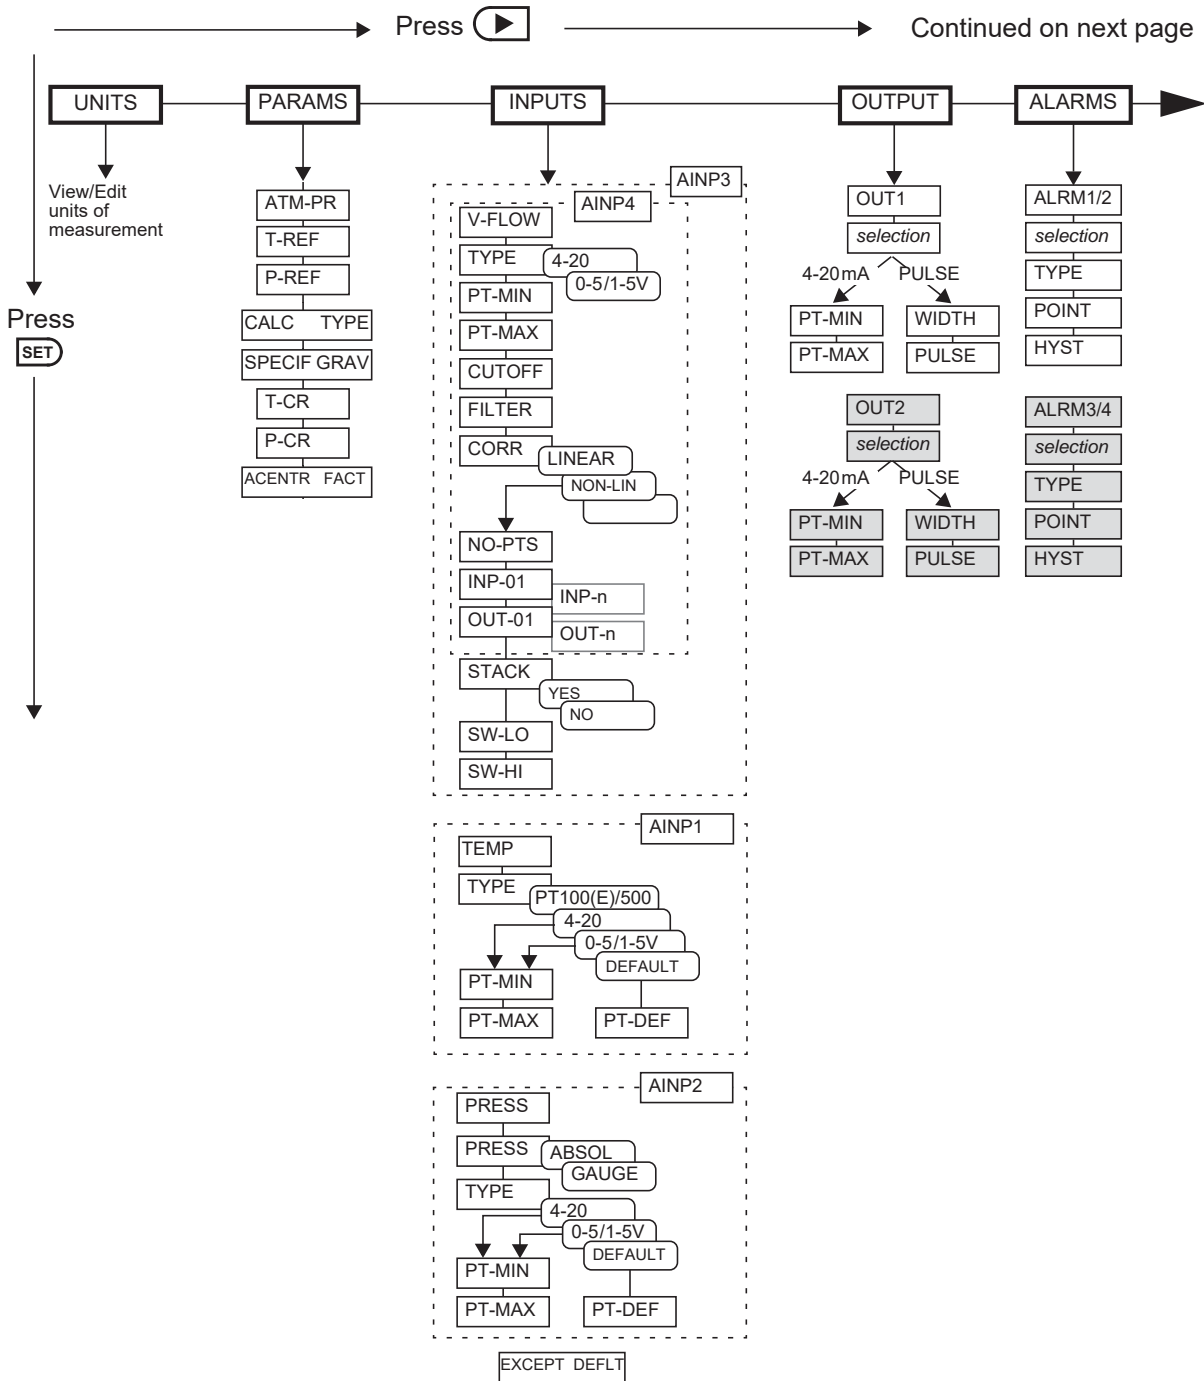 Press
Continued on next page
UNITS
PARAMS
INPUTS
OUTPUT
ALARMS
View/Edit
units of
measurement
Press
SET
ATM-PR
T-REF
P-REF
CALC TYPE
SPECIF GRAV
T-CR
P-CR
ACENTR FACT
AINP3
AINP4
V-FLOW
TYPE
4-20
0-5/1-5V
PT-MIN
PT-MAX
CUTOFF
FILTER
CORR
LINEAR
NON-LIN
NO-PTS
INP-01
INP-n
OUT-01
OUT-n
STACK
YES
NO
SW-LO
SW-HI
AINP1
TEMP
TYPE
PT100(E)/500
4-20
0-5/1-5V
DEFAULT
PT-MIN
PT-MAX
PT-DEF
AINP2
PRESS
PRESS
ABSOL
GAUGE
TYPE
4-20
0-5/1-5V
DEFAULT
PT-MIN
PT-MAX
PT-DEF
EXCEPT DEFLT
OUT1
selection
4-20mA PULSE
PT-MIN
WIDTH
PT-MAX
PULSE
OUT2
selection
4-20mA PULSE
PT-MIN
WIDTH
PT-MAX
PULSE
ALRM1/2
selection
TYPE
POINT
HYST
ALRM3/4
selection
TYPE
POINT
HYST